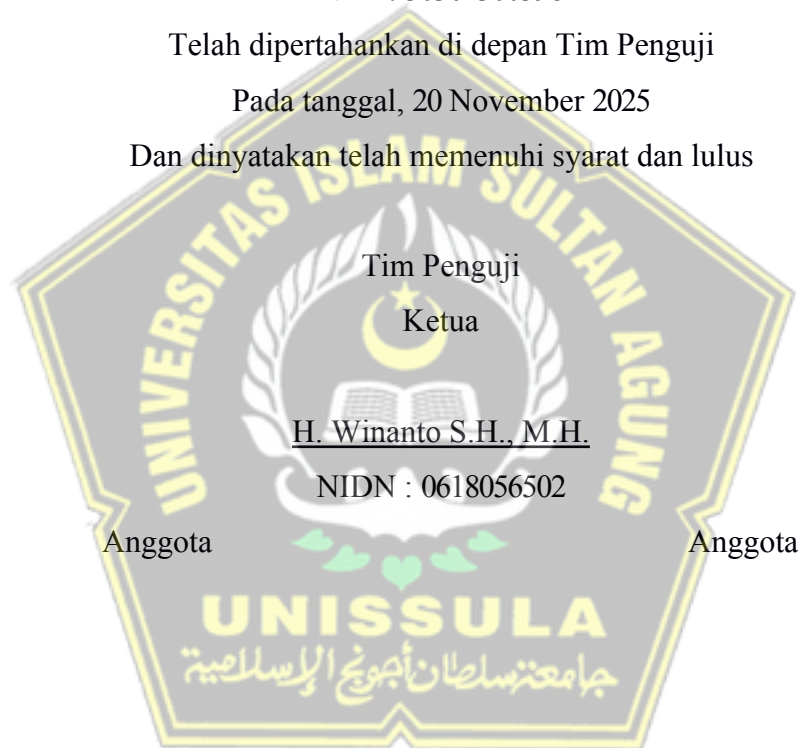 Telah dipertahankan di depan Tim Penguji
Pada tanggal, 20 November 2025
Dan dinyatakan telah memenuhi syarat dan lulus
UNIVERSITAS ISLAM SULTAN AGUNG
Tim Penguji
Ketua
H. Winanto S.H., M.H.
NIDN : 0618056502
Anggota Anggota
UNISSULA
جامعة سلطان أجونج الإسلامية